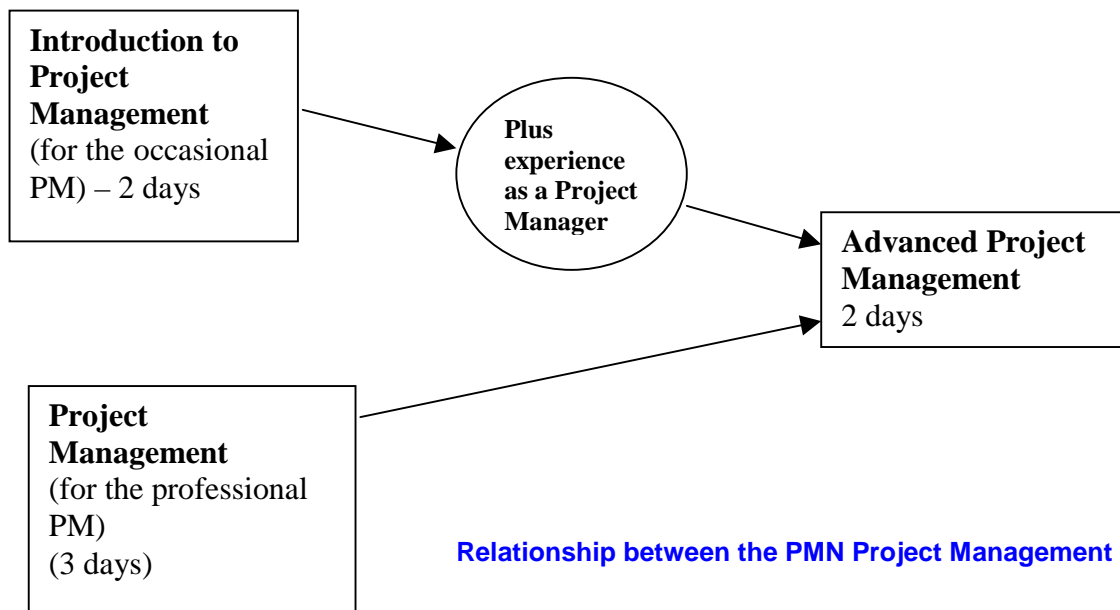 Introduction to
Project
Management
(for the occasional
PM) – 2 days
Plus
experience
as a Project
Manager
Advanced Project
Management
2 days
Project
Management
(for the professional
PM)
(3 days)
Relationship between the PMN Project Management